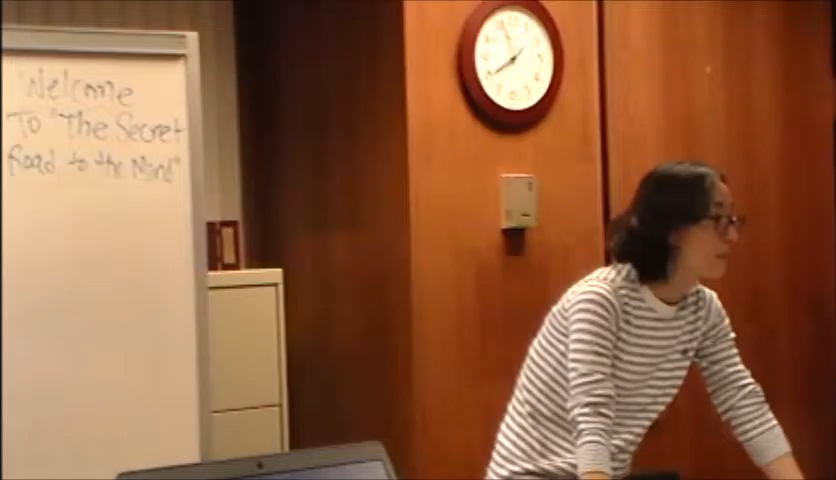 Welcome
To "The Secret
Road to the Mind"